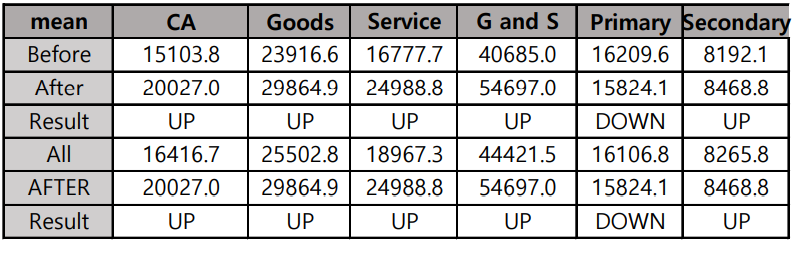 mean CA Goods Service G and S Primary Secondary
Before 15103.8 23916.6 16777.7 40685.0 16209.6 8192.1
After 20027.0 29864.9 24988.8 54697.0 15824.1 8468.8
Result UP UP UP UP DOWN UP
All 16416.7 25502.8 18967.3 44421.5 16106.8 8265.8
AFTER 20027.0 29864.9 24988.8 54697.0 15824.1 8468.8
Result UP UP UP UP DOWN UP